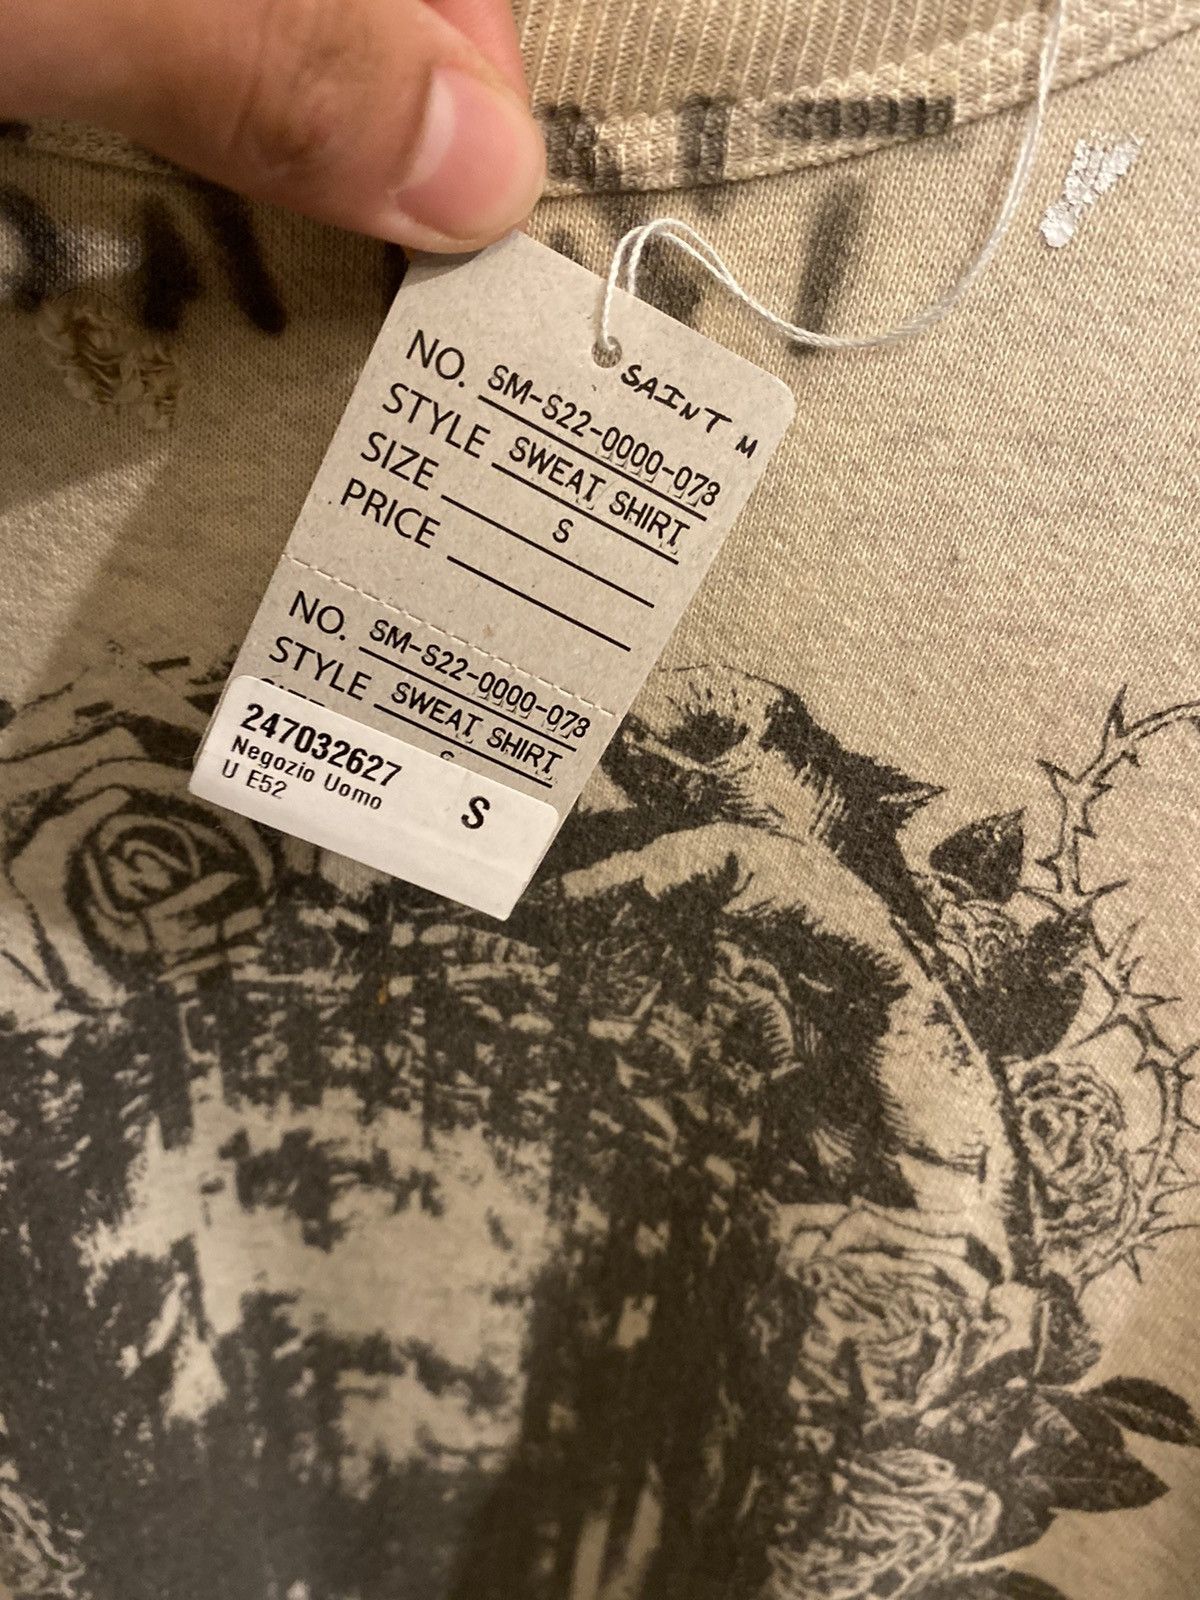 SAINT M
NO. SM-S22-0000-078
STYLE SWEAT SHIRT
SIZE S
PRICE
NO. SM-S22-0000-078
STYLE SWEAT SHIRT
247032627
Negozio Uomo
U E52
S